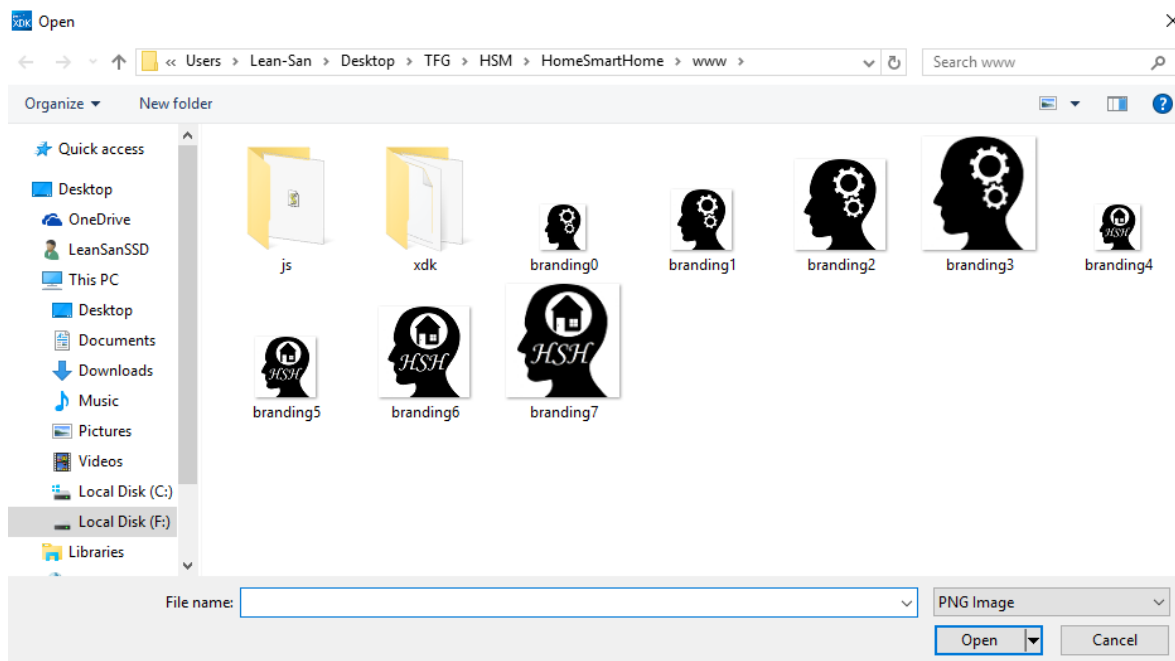 XDK Open
« Users > Lean-San > Desktop > TFG > HSM > HomeSmartHome > www > Search www
Organize New folder ?
Quick access
Desktop
OneDrive
LeanSanSSD
This PC
Desktop
Documents
Downloads
Music
Pictures
Videos
Local Disk (C:)
Local Disk (F:)
Libraries
js xdk branding0 branding1 branding2 branding3 HSH branding4
HSH HSH HSH
branding5 branding6 branding7
File name: PNG Image
Open Cancel